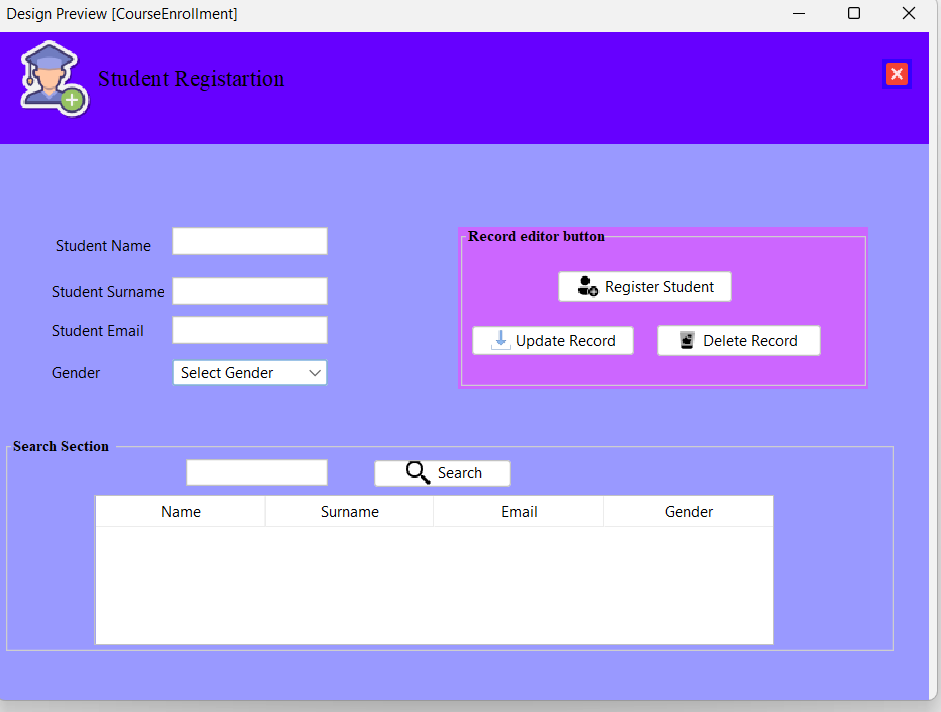 Design Preview [CourseEnrollment]
Student Registartion
Student Name
Student Surname
Student Email
Gender
Select Gender
Record editor button
Register Student
Update Record
Delete Record
Search Section
Search
Name Surname Email Gender